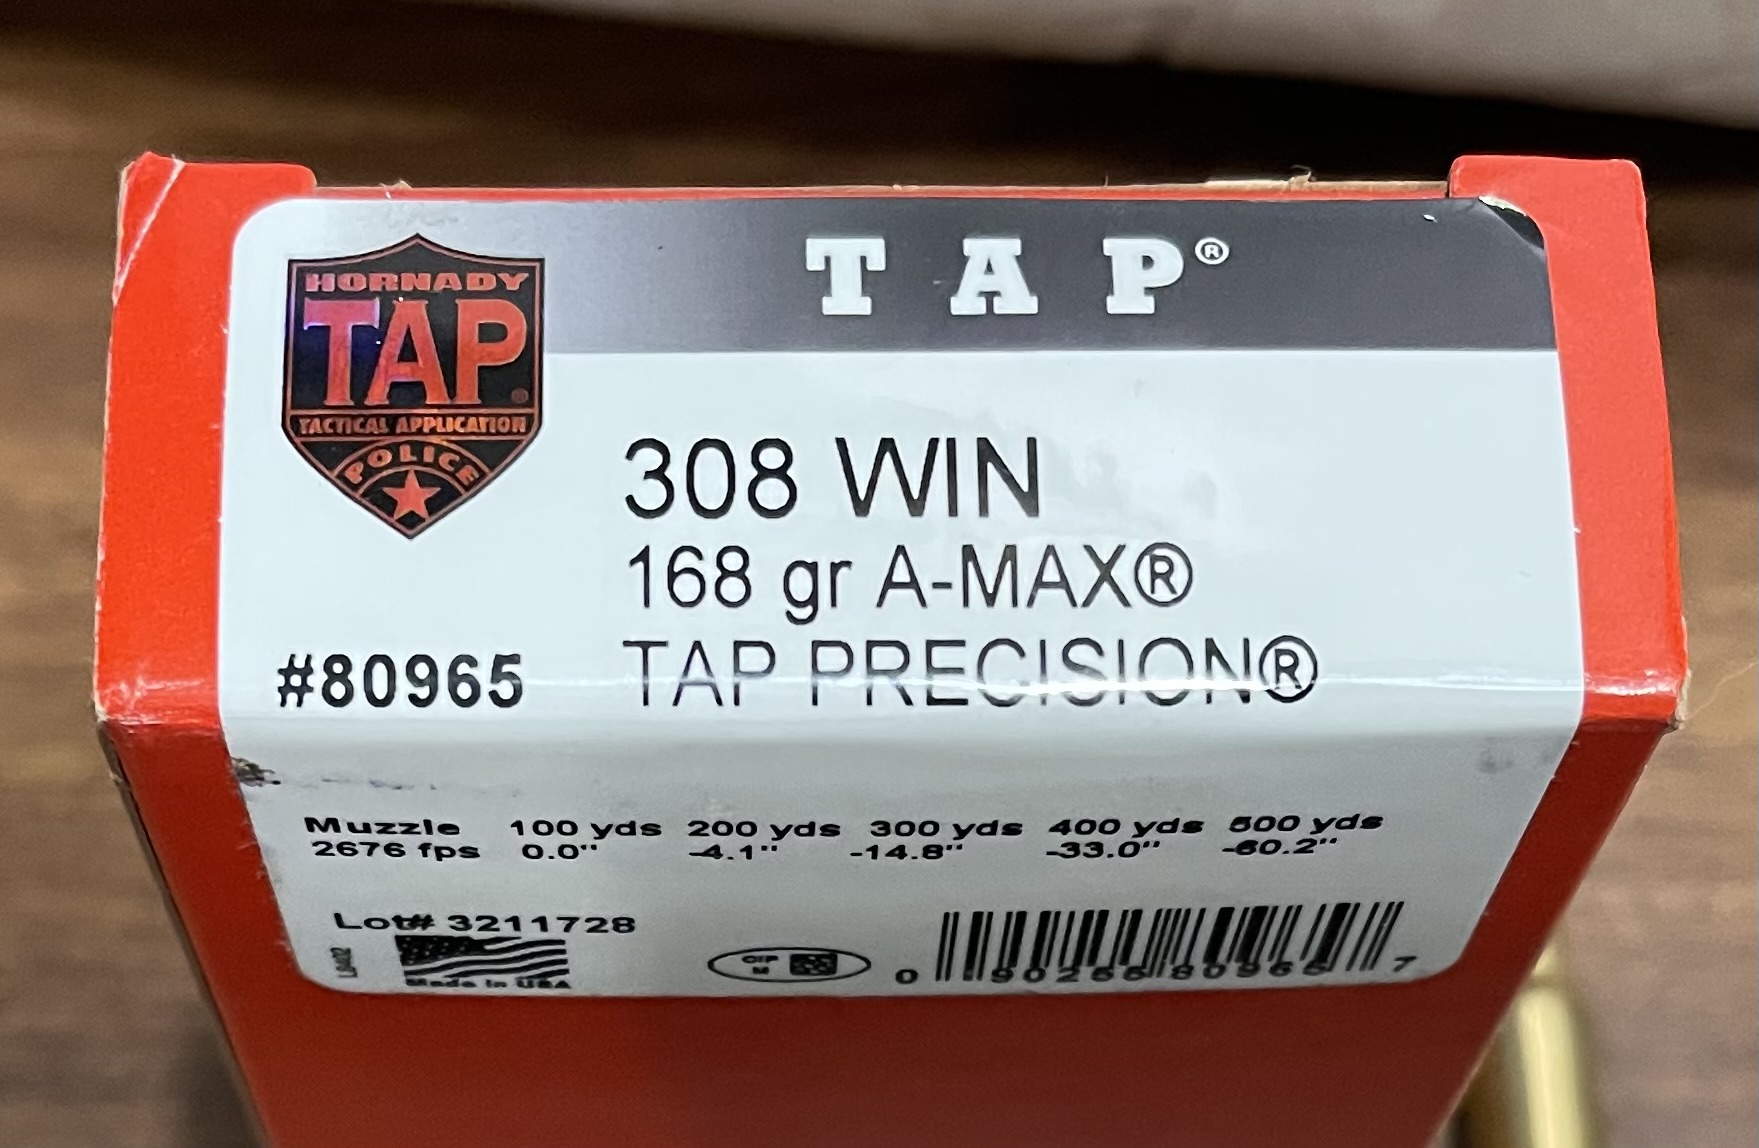 HORNADY
TAP®
TACTICAL APPLICATION
POLICE
TAP®
308 WIN
168 gr A-MAX®
#80965 TAP PRECISION®
Muzzle 100 yds 200 yds 300 yds 400 yds 500 yds
2676 fps 0.0" -4.1" -14.8" -33.0" -60.2"
Lot# 3211728
Made in USA
CIP
M
0 90255 80965 7